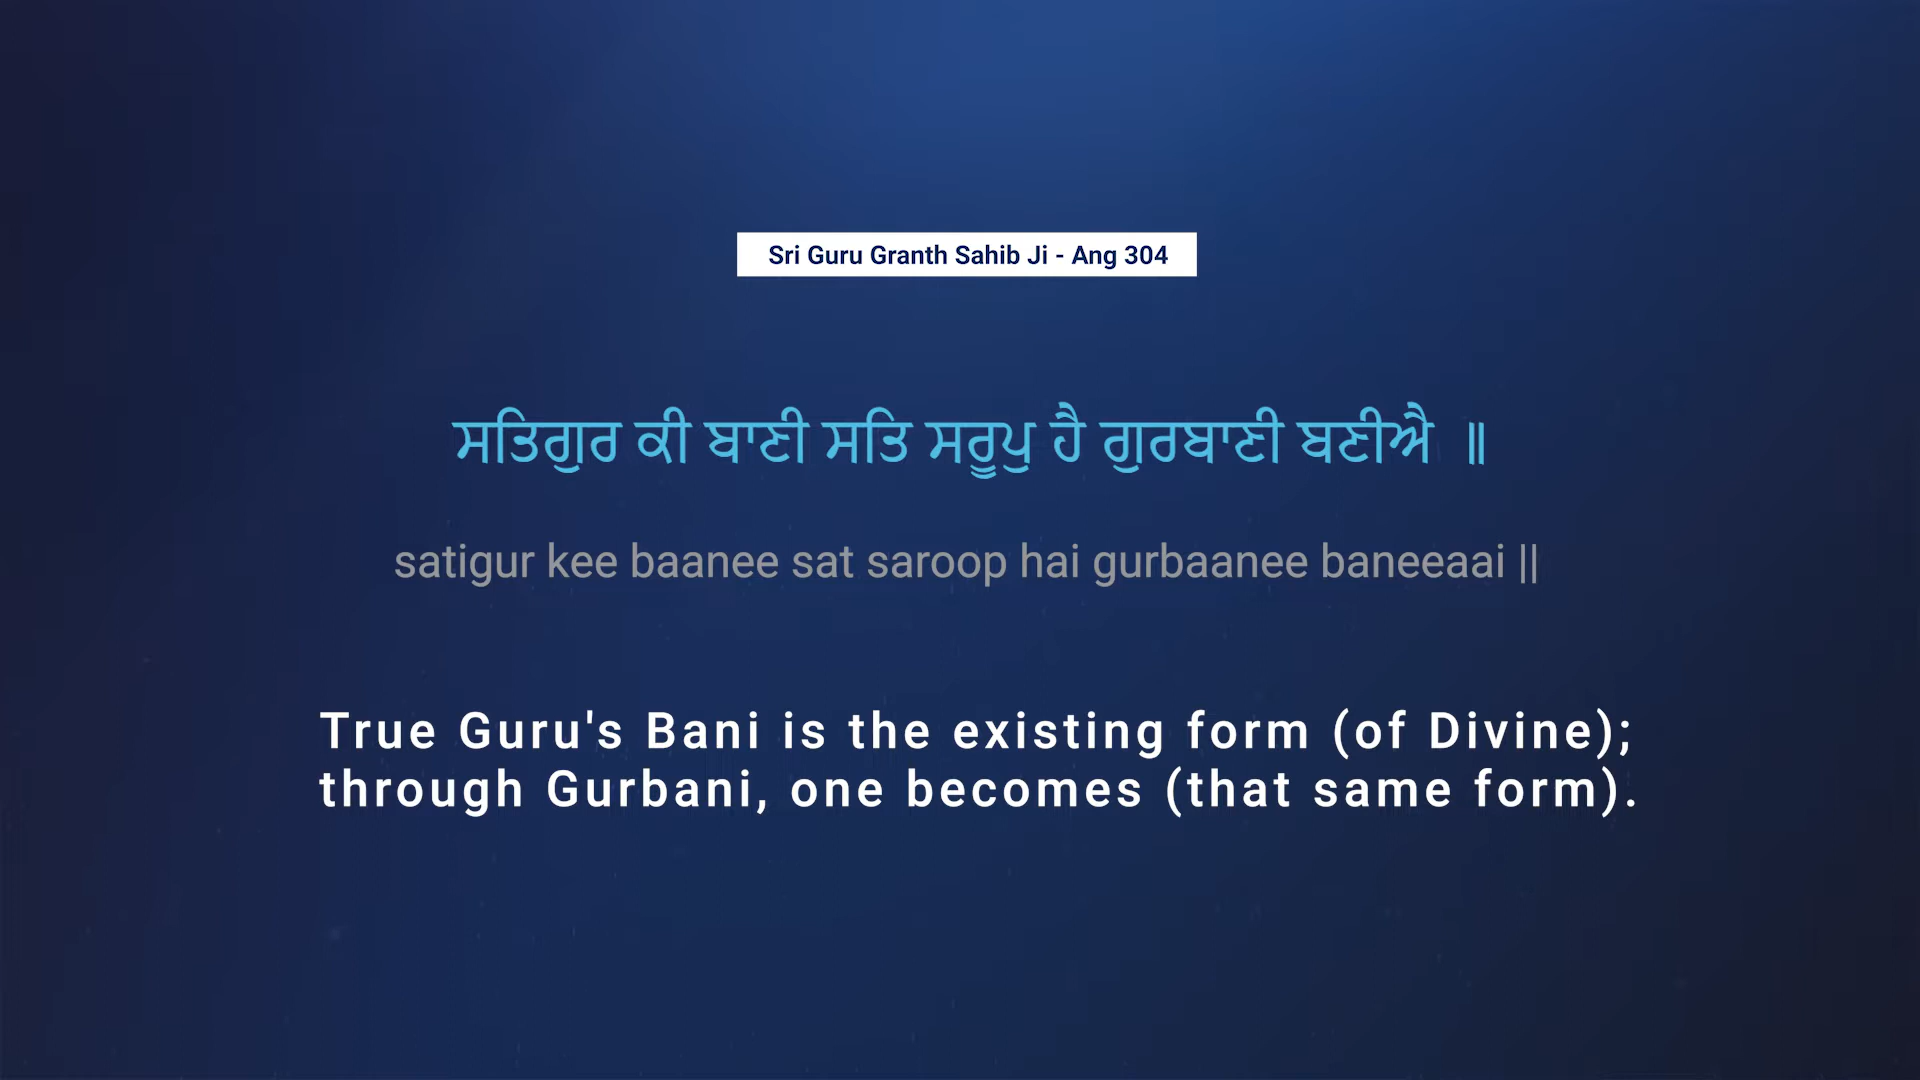 Sri Guru Granth Sahib Ji - Ang 304
ਸਤਿਗੁਰ ਕੀ ਬਾਣੀ ਸਤਿ ਸਰੂਪੁ ਹੈ ਗੁਰਬਾਣੀ ਬਣੀਐ ॥
satigur kee baanee sat saroop hai gurbaanee baneeaai ||
True Guru's Bani is the existing form (of Divine);
through Gurbani, one becomes (that same form).